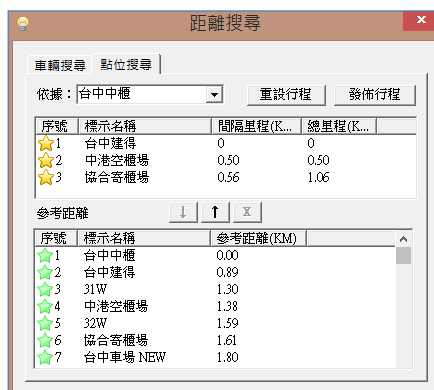 距離搜尋
車輛搜尋 點位搜尋
依據： 台中中櫃 重設行程 發佈行程
序號 標示名稱 間隔里程(K... 總里程(K...
1 台中建得 0 0
2 中港空櫃場 0.50 0.50
3 協合寄櫃場 0.56 1.06
參考距離
序號 標示名稱 參考距離(KM)
1 台中中櫃 0.00
2 台中建得 0.89
3 31W 1.30
4 中港空櫃場 1.38
5 32W 1.59
6 協合寄櫃場 1.61
7 台中車場 NEW 1.80